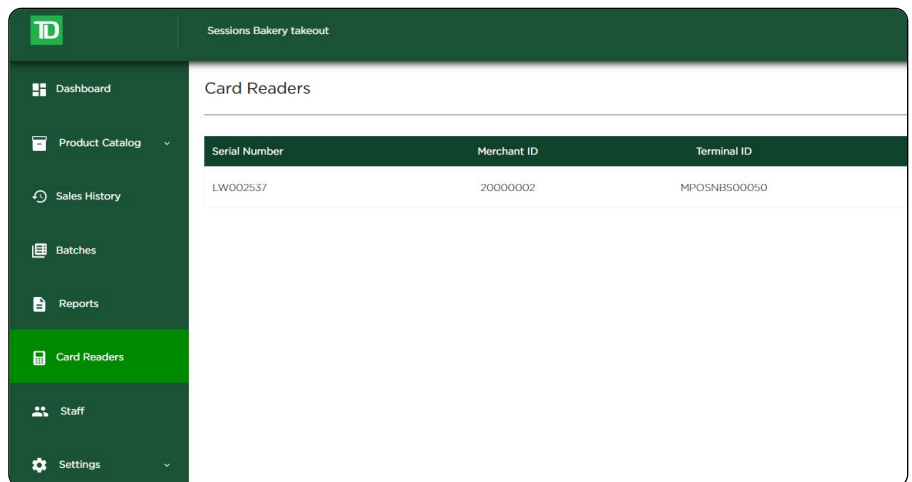 TD
Sessions Bakery takeout
Dashboard
Product Catalog
Sales History
Batches
Reports
Card Readers
Staff
Settings
Card Readers
Serial Number Merchant ID Terminal ID
LW002537 20000002 MPOSNBS00050